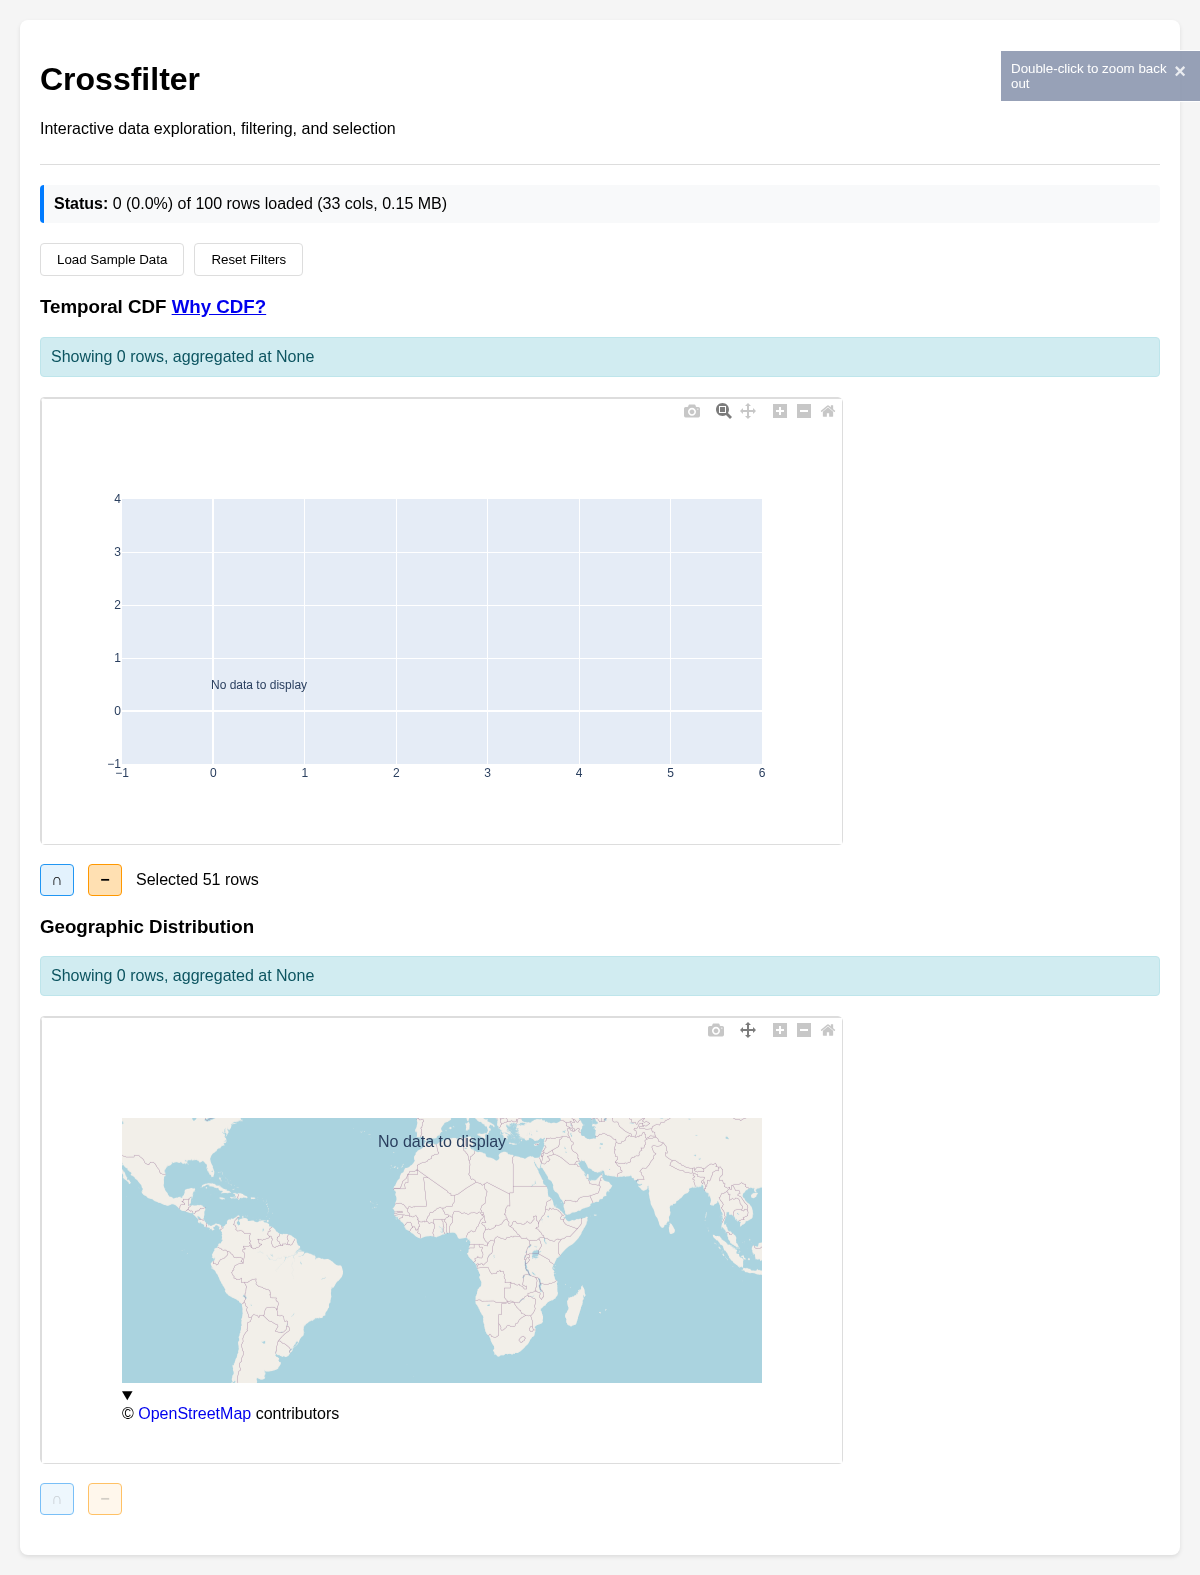 Crossfilter
Double-click to zoom back
out
×
Interactive data exploration, filtering, and selection
Status: 0 (0.0%) of 100 rows loaded (33 cols, 0.15 MB)
Load Sample Data Reset Filters
Temporal CDF Why CDF?
Showing 0 rows, aggregated at None
4
3
2
1
No data to display
0
−1
−1 0 1 2 3 4 5 6
∩ − Selected 51 rows
Geographic Distribution
Showing 0 rows, aggregated at None
No data to display
© OpenStreetMap contributors
∩ −